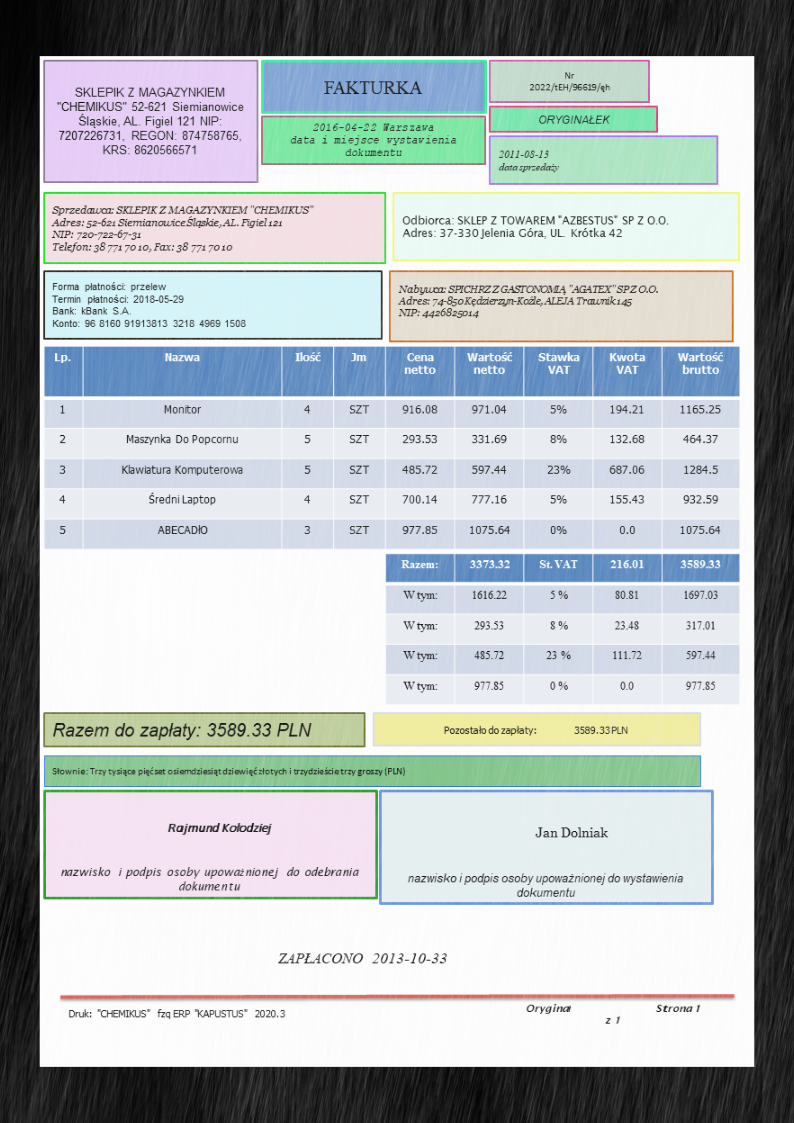 SKLEPIK Z MAGAZYNKIEM
"CHEMIKUS" 52-621 Siemianowice
Śląskie, AL. Figiel 121 NIP:
7207226731, REGON: 874758765,
KRS: 8620566571
FAKTURKA
2016-04-22 Warszawa
data i miejsce wystawienia
dokumentu
Nr
2022/tEH/96619/ęh
ORYGINAŁEK
2011-08-13
data sprzedaży
Sprzedawca: SKLEPIK Z MAGAZYNKIEM "CHEMIKUS"
Adres: 52-621 Siemianowice Śląskie, AL. Figiel 121
NIP: 720-722-67-31
Telefon: 38 771 70 10, Fax: 38 771 70 10
Odbiorca: SKLEP Z TOWAREM "AZBESTUS" SP Z O.O.
Adres: 37-330 Jelenia Góra, UL. Krótka 42
Forma płatności: przelew
Termin płatności: 2018-05-29
Bank: kBank S.A.
Konto: 96 8160 91913813 3218 4969 1508
Nabywca: SPICHRZ Z GASTONOMIĄ "AGATEX" SP Z O.O.
Adres: 74-850 Kędzierzyn-Koźle, ALEJA Trawnik 145
NIP: 4426825014
Lp. Nazwa Ilość Jm Cena netto Wartość netto Stawka VAT Kwota VAT Wartość brutto
1 Monitor 4 SZT 916.08 971.04 5% 194.21 1165.25
2 Maszynka Do Popcornu 5 SZT 293.53 331.69 8% 132.68 464.37
3 Klawiatura Komputerowa 5 SZT 485.72 597.44 23% 687.06 1284.5
4 Średni Laptop 4 SZT 700.14 777.16 5% 155.43 932.59
5 ABECADŁO 3 SZT 977.85 1075.64 0% 0.0 1075.64
Razem: 3373.32 St. VAT 216.01 3589.33
W tym: 1616.22 5 % 80.81 1697.03
W tym: 293.53 8 % 23.48 317.01
W tym: 485.72 23 % 111.72 597.44
W tym: 977.85 0 % 0.0 977.85
Razem do zapłaty: 3589.33 PLN
Pozostało do zapłaty: 3589.33 PLN
Słownie: Trzy tysiące pięćset osiemdziesiąt dziewięć złotych i trzydzieście trzy groszy (PLN)
Rajmund Kołodziej
nazwisko i podpis osoby upoważnionej do odebrania
dokumentu
Jan Dolniak
nazwisko i podpis osoby upoważnionej do wystawienia
dokumentu
ZAPŁACONO 2013-10-33
Druk: "CHEMIKUS" fzq ERP "KAPUSTUS" 2020.3
Oryginał Strona 1
z 1